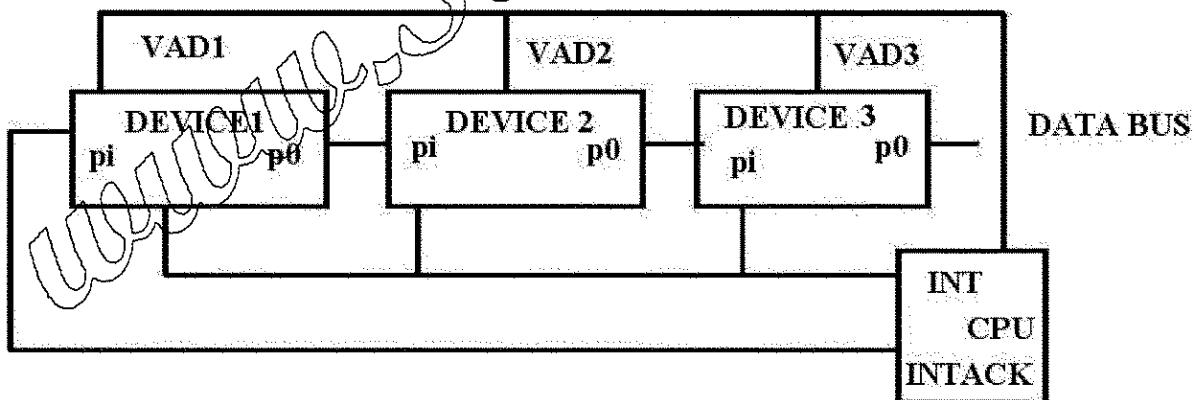 VAD1
VAD2
VAD3
DEVICE1
pi
p0
DEVICE 2
pi
p0
DEVICE 3
pi
p0
DATA BUS
INT
CPU
INTACK